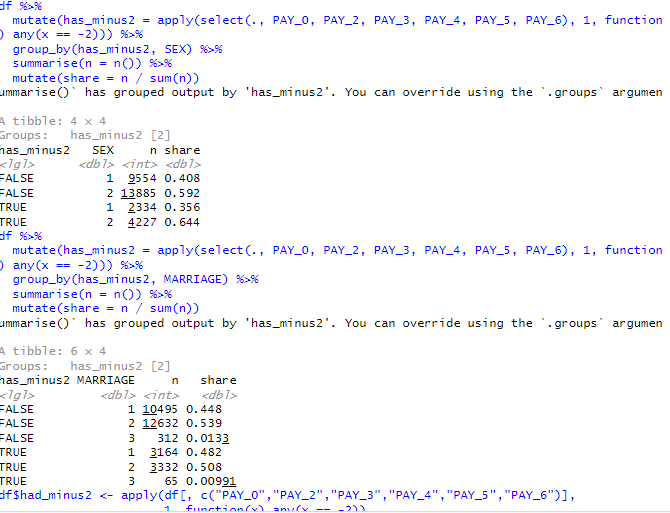 df %>%
mutate(has_minus2 = apply(select(., PAY_0, PAY_2, PAY_3, PAY_4, PAY_5, PAY_6), 1, function
) any(x == -2))) %>%
group_by(has_minus2, SEX) %>%
summarise(n = n()) %>%
mutate(share = n / sum(n))
ummarise()` has grouped output by 'has_minus2'. You can override using the `.groups` argumen
A tibble: 4 × 4
Groups: has_minus2 [2]
has_minus2 SEX n share
<lgl> <dbl> <int> <dbl>
FALSE 1 9554 0.408
FALSE 2 13885 0.592
TRUE 1 2334 0.356
TRUE 2 4227 0.644
df %>%
mutate(has_minus2 = apply(select(., PAY_0, PAY_2, PAY_3, PAY_4, PAY_5, PAY_6), 1, function
) any(x == -2))) %>%
group_by(has_minus2, MARRIAGE) %>%
summarise(n = n()) %>%
mutate(share = n / sum(n))
ummarise()` has grouped output by 'has_minus2'. You can override using the `.groups` argumen
A tibble: 6 × 4
Groups: has_minus2 [2]
has_minus2 MARRIAGE n share
<lgl> <dbl> <int> <dbl>
FALSE 1 10495 0.448
FALSE 2 12632 0.539
FALSE 3 312 0.0133
TRUE 1 3164 0.482
TRUE 2 3332 0.508
TRUE 3 65 0.00991
df$had_minus2 <- apply(df[, c("PAY_0","PAY_2","PAY_3","PAY_4","PAY_5","PAY_6")],
1, function(x) any(x == -2))